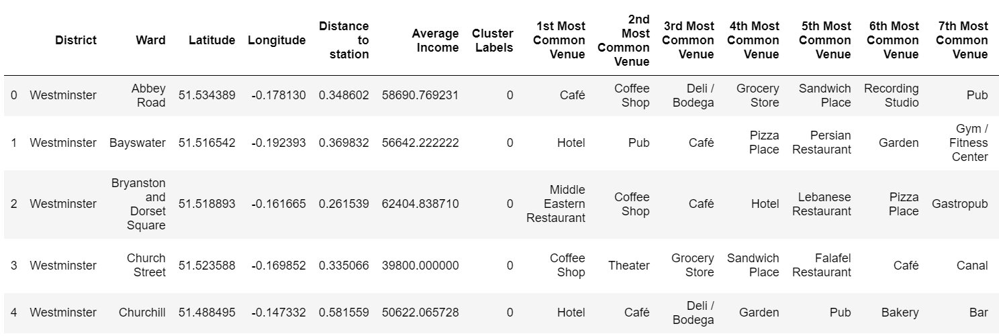 District Ward Latitude Longitude Distance to station Average Income Cluster Labels 1st Most Common Venue 2nd Most Common Venue 3rd Most Common Venue 4th Most Common Venue 5th Most Common Venue 6th Most Common Venue 7th Most Common Venue
0 Westminster Abbey Road 51.534389 -0.178130 0.348602 58690.769231 0 Café Coffee Shop Deli / Bodega Grocery Store Sandwich Place Recording Studio Pub
1 Westminster Bayswater 51.516542 -0.192393 0.369832 56642.222222 0 Hotel Pub Café Pizza Place Persian Restaurant Garden Gym / Fitness Center
2 Westminster Bryanston and Dorset Square 51.518893 -0.161665 0.261539 62404.838710 0 Middle Eastern Restaurant Coffee Shop Café Hotel Lebanese Restaurant Pizza Place Gastropub
3 Westminster Church Street 51.523588 -0.169852 0.335066 39800.000000 0 Coffee Shop Theater Grocery Store Sandwich Place Falafel Restaurant Café Canal
4 Westminster Churchill 51.488495 -0.147332 0.581559 50622.065728 0 Hotel Café Deli / Bodega Garden Pub Bakery Bar